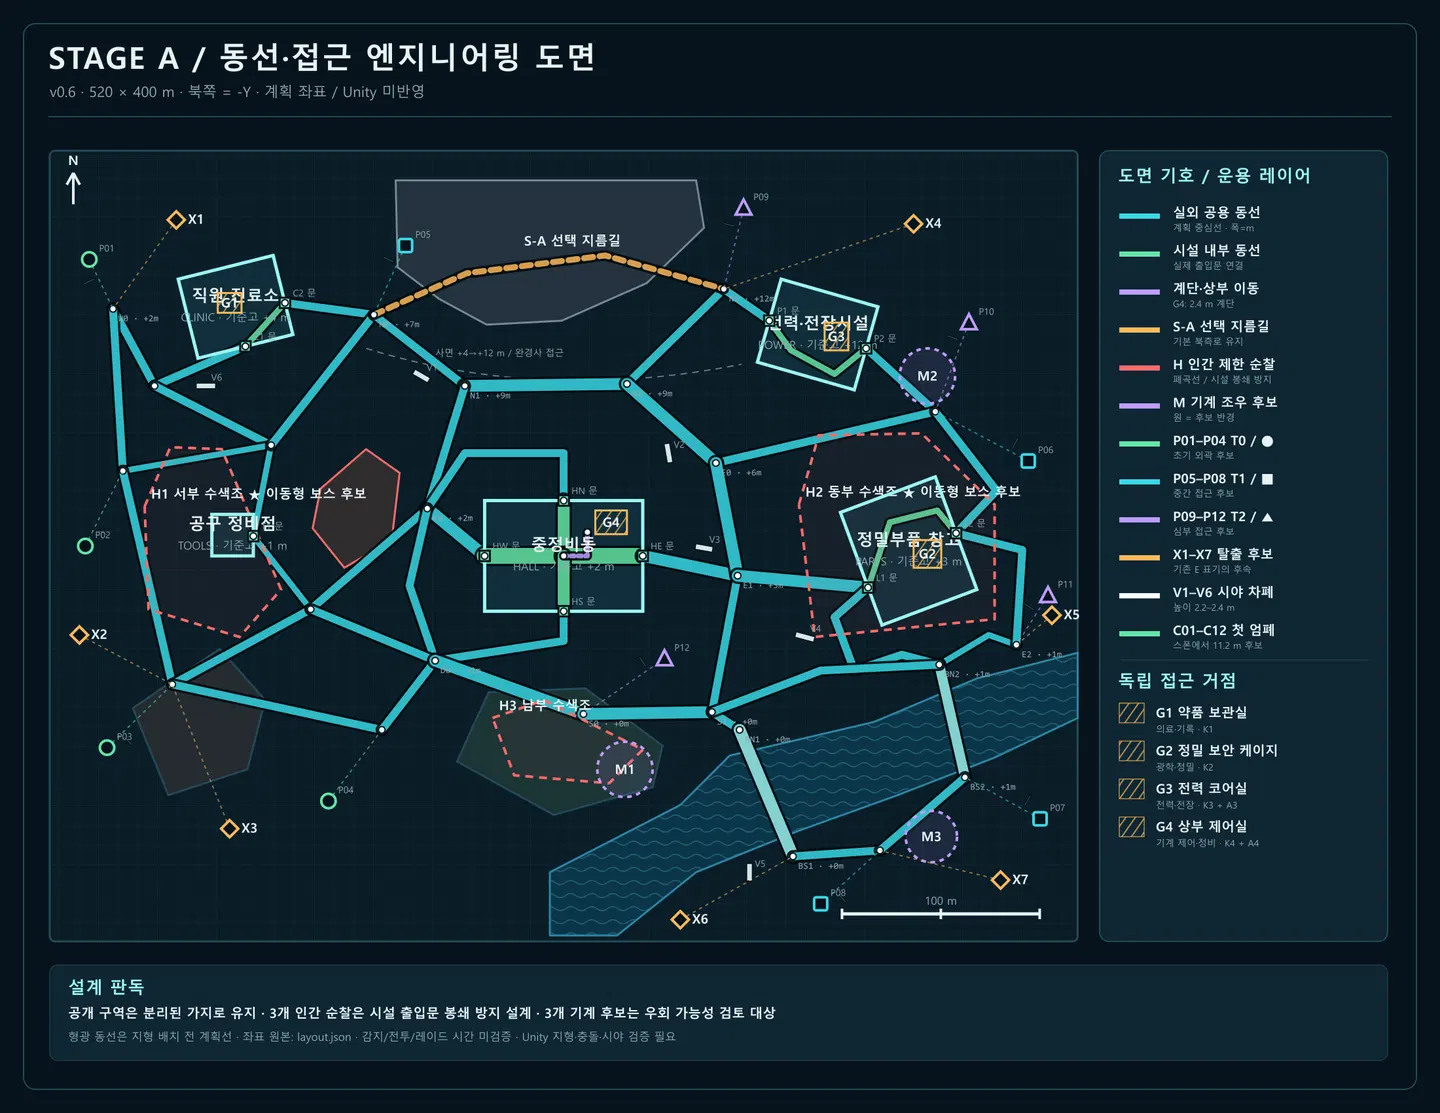 STAGE A / 동선·접근 엔지니어링 도면
v0.6 · 520 × 400 m · 북쪽 = -Y · 계획 좌표 / Unity 미반영
N
X1
P01
P05
P09
X4
S-A 선택 지름길
C2 문
직원 진료소
G1
P10
+2m
+7m
+12m
P1 문
전력·전장시설
G3
P2 문
사면 +4→+12 m / 완경사 접근
V6
M2
N1 · +9m
+9m
V2
E0 · +6m
P06
H1 서부 수색조 ★ 이동형 보스 후보
H2 동부 수색조 ★ 이동형 보스 후보
HN 문
공구 정비점
+2m
G4
P02
HW 문
중정비동
HE 문
V3
정밀부품 창고
G2
HALL · +2 m
L1 문
E1 ·
HS 문
P11
X5
X2
V4
P12
E2 · +1m
BN2 · +1m
H3 남부 수색조
S0 · +0m
+0m
BN1 · +0m
P03
M1
P04
BS2 · +1m
P07
X3
M3
V5
BS1 · +0m
X7
P08
X6
100 m
도면 기호 / 운용 레이어
실외 공용 동선
계획 중심선 · 폭=m
시설 내부 동선
실제 출입문 연결
계단·상부 이동
G4: 2.4 m 계단
S-A 선택 지름길
기본 북측로 유지
H 인간 제한 순찰
폐곡선 / 시설 봉쇄 방지
M 기계 조우 후보
원 = 후보 반경
P01–P04 T0 / ●
초기 외곽 후보
P05–P08 T1 / ■
중간 접근 후보
P09–P12 T2 / ▲
심부 접근 후보
X1–X7 탈출 후보
기존 E 표기의 후속
V1–V6 시야 차폐
높이 2.2–2.4 m
C01–C12 첫 엄폐
스폰에서 11.2 m 후보
독립 접근 거점
G1 약품 보관실
의료·기록 · K1
G2 정밀 보안 케이지
광학·정밀 · K2
G3 전력 코어실
전력·전장 · K3 + A3
G4 상부 제어실
기계 제어·정비 · K4 + A4
설계 판독
공개 구역은 분리된 가지로 유지 · 3개 인간 순찰은 시설 출입문 봉쇄 방지 설계 · 3개 기계 후보는 우회 가능성 검토 대상
형광 동선은 지형 배치 전 계획선 · 좌표 원본: layout.json · 감지/전투/레이드 시간 미검증 · Unity 지형·충돌·시야 검증 필요